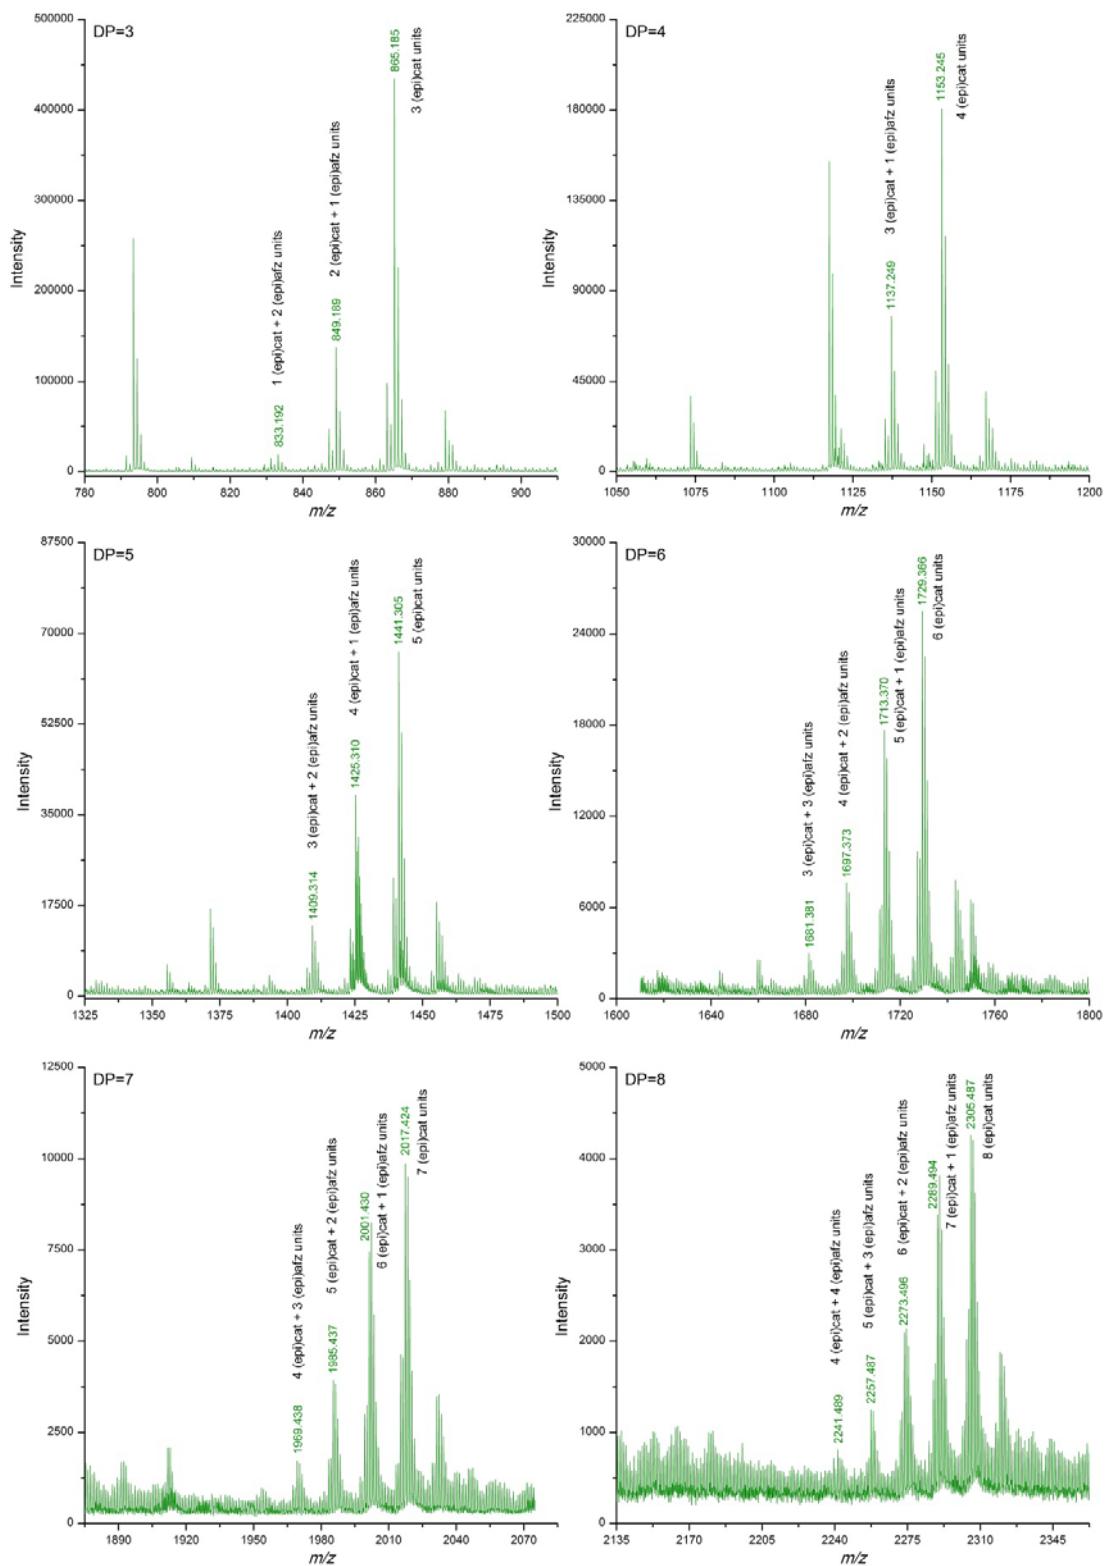 DP=3
500000
400000
300000
200000
100000
0
Intensity
833.192
1 (epi)cat + 2 (epi)afz units
849.189
2 (epi)cat + 1 (epi)afz units
865.185
3 (epi)cat units
780
800
820
840
860
880
900
m/z
DP=4
225000
180000
135000
90000
45000
0
Intensity
1137.249
3 (epi)cat + 1 (epi)afz units
1153.245
4 (epi)cat units
1050
1075
1100
1125
1150
1175
1200
m/z
DP=5
87500
70000
52500
35000
17500
0
Intensity
1409.314
3 (epi)cat + 2 (epi)afz units
1425.310
4 (epi)cat + 1 (epi)afz units
1441.305
5 (epi)cat units
1325
1350
1375
1400
1425
1450
1475
1500
m/z
DP=6
30000
24000
18000
12000
6000
0
Intensity
1681.381
3 (epi)cat + 3 (epi)afz units
1697.373
4 (epi)cat + 2 (epi)afz units
1713.370
5 (epi)cat + 1 (epi)afz units
1729.366
6 (epi)cat units
1600
1640
1680
1720
1760
1800
m/z
DP=7
12500
10000
7500
5000
2500
0
Intensity
1969.438
4 (epi)cat + 3 (epi)afz units
1985.437
5 (epi)cat + 2 (epi)afz units
2001.430
6 (epi)cat + 1 (epi)afz units
2017.424
7 (epi)cat units
1890
1920
1950
1980
2010
2040
2070
m/z
DP=8
5000
4000
3000
2000
1000
0
Intensity
2241.489
4 (epi)cat + 4 (epi)afz units
2257.487
5 (epi)cat + 3 (epi)afz units
2273.496
6 (epi)cat + 2 (epi)afz units
2289.494
7 (epi)cat + 1 (epi)afz units
2305.487
8 (epi)cat units
2135
2170
2205
2240
2275
2310
2345
m/z